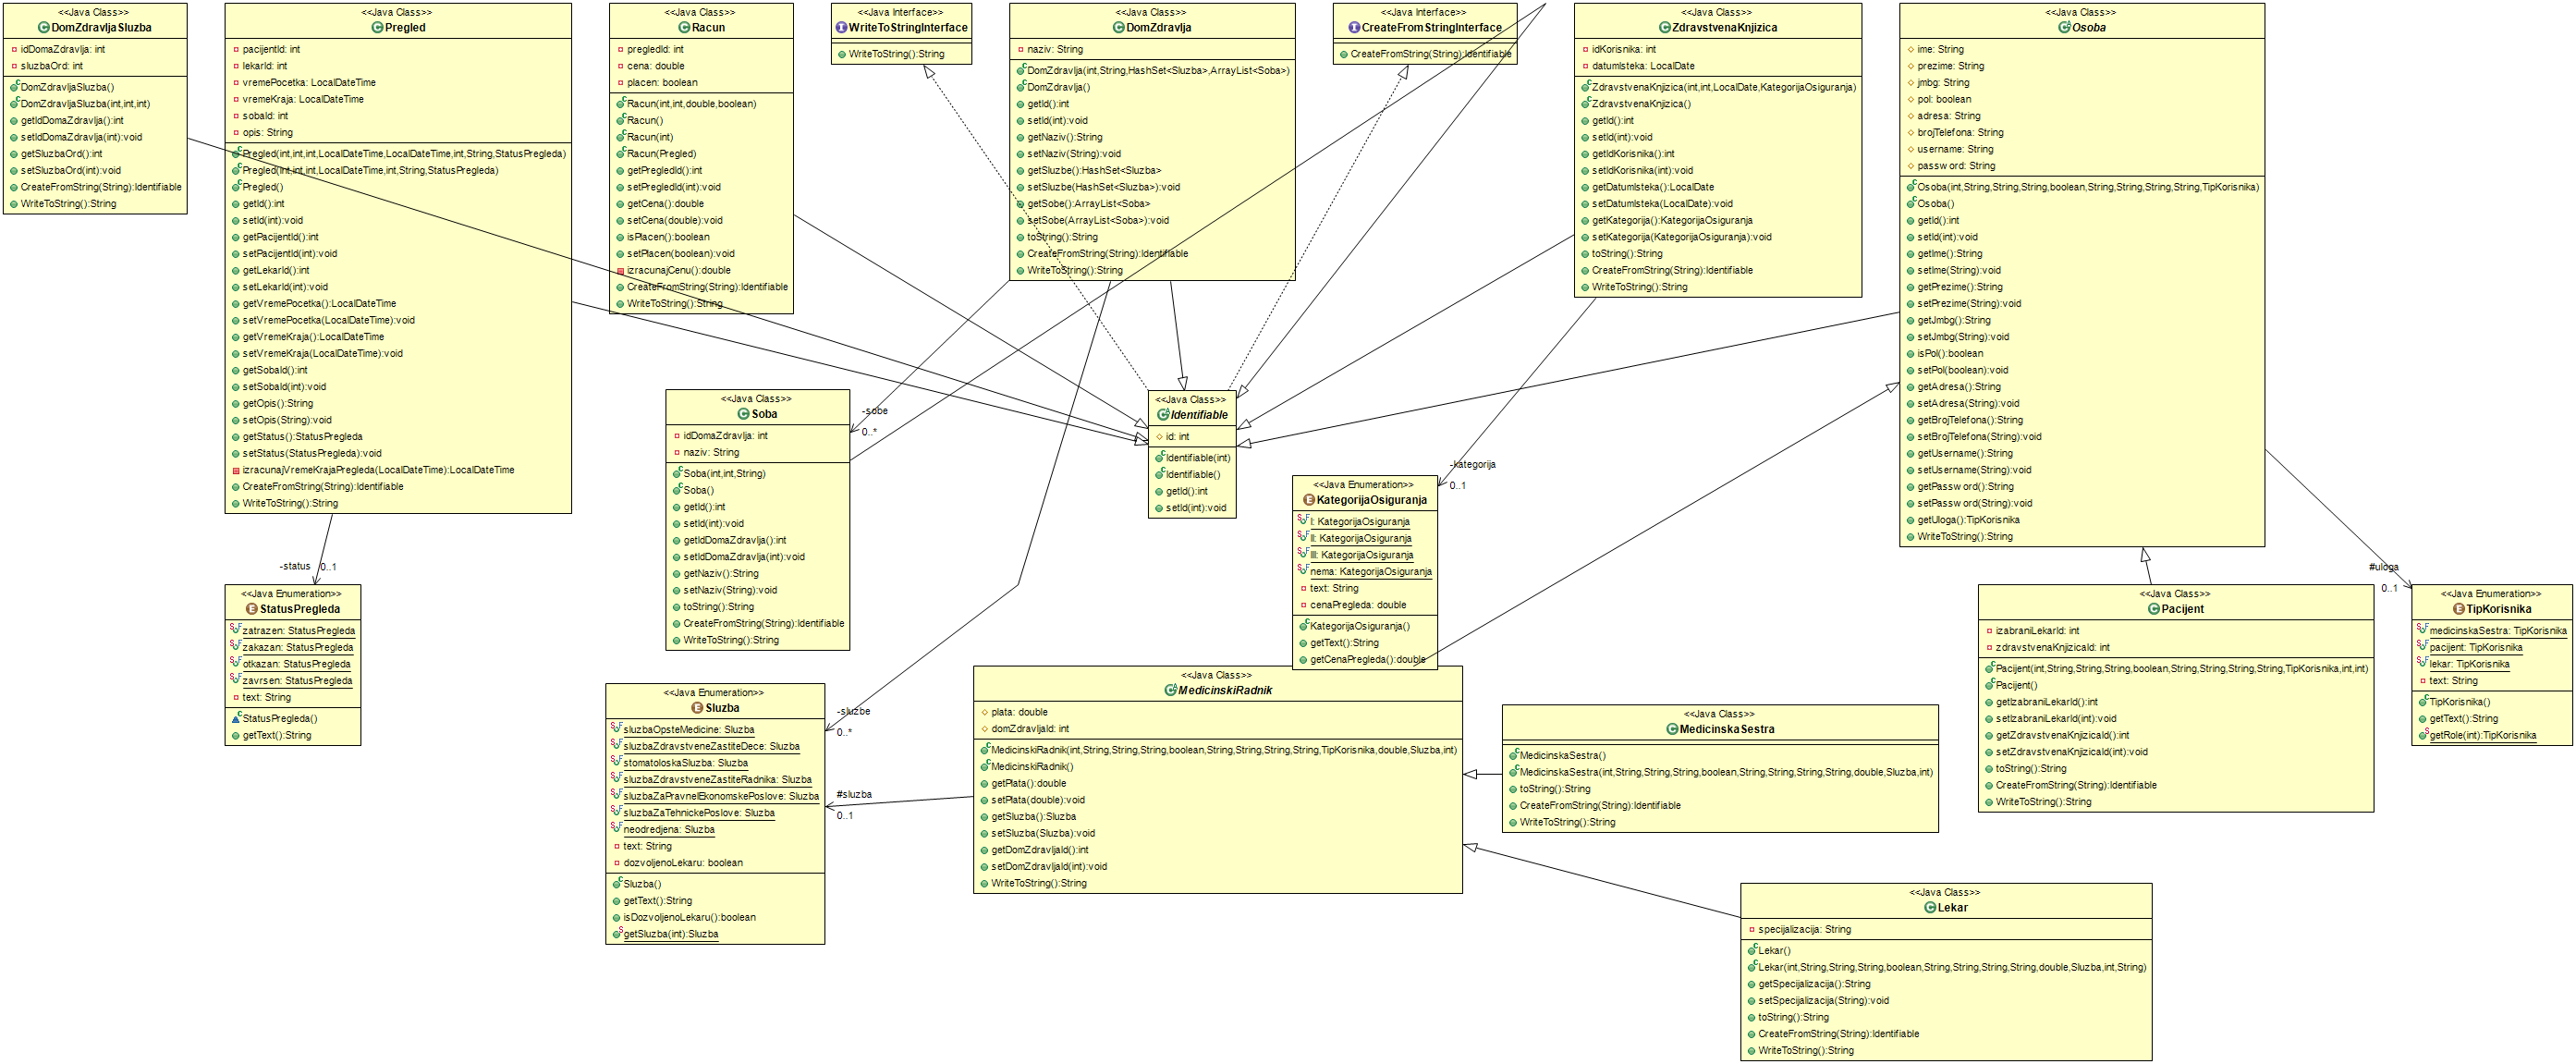 <<Java Class>>
DomZdravljaSluzba
idDomaZdravlja: int
sluzbaOrd: int
DomZdravljaSluzba()
DomZdravljaSluzba(int,int,int)
getIdDomaZdravlja():int
setIdDomaZdravlja(int):void
getSluzbaOrd():int
setSluzbaOrd(int):void
CreateFromString(String):Identifiable
WriteToString():String
<<Java Class>>
Pregled
pacijentId: int
lekarId: int
vremePocetka: LocalDateTime
vremeKraja: LocalDateTime
sobaId: int
opis: String
Pregled(int,int,int,LocalDateTime,LocalDateTime,int,String,StatusPregleda)
Pregled(int,int,int,LocalDateTime,int,String,StatusPregleda)
Pregled()
getId():int
setId(int):void
getPacijentId():int
setPacijentId(int):void
getLekarId():int
setLekarId(int):void
getVremePocetka():LocalDateTime
setVremePocetka(LocalDateTime):void
getVremeKraja():LocalDateTime
setVremeKraja(LocalDateTime):void
getSobaId():int
setSobaId(int):void
getOpis():String
setOpis(String):void
getStatus():StatusPregleda
setStatus(StatusPregleda):void
izracunajVremeKrajaPregleda(LocalDateTime):LocalDateTime
CreateFromString(String):Identifiable
WriteToString():String
<<Java Class>>
Racun
pregledId: int
cena: double
placen: boolean
Racun(int,int,double,boolean)
Racun()
Racun(int)
Racun(Pregled)
getPregledId():int
setPregledId(int):void
getCena():double
setCena(double):void
isPlacen():boolean
setPlacen(boolean):void
izracunajCenu():double
CreateFromString(String):Identifiable
WriteToString():String
<<Java Interface>>
WriteToStringInterface
WriteToString():String
<<Java Class>>
DomZdravlja
naziv: String
DomZdravlja(int,String,HashSet<Sluzba>,ArrayList<Soba>)
DomZdravlja()
getId():int
setId(int):void
getNaziv():String
setNaziv(String):void
getSluzbe():HashSet<Sluzba>
setSluzbe(HashSet<Sluzba>):void
getSobe():ArrayList<Soba>
setSobe(ArrayList<Soba>):void
toString():String
CreateFromString(String):Identifiable
WriteToString():String
<<Java Interface>>
CreateFromStringInterface
CreateFromString(String):Identifiable
<<Java Class>>
ZdravstvenaKnjizica
idKorisnika: int
datumIsteka: LocalDate
ZdravstvenaKnjizica(int,int,LocalDate,KategorijaOsiguranja)
ZdravstvenaKnjizica()
getId():int
setId(int):void
getIdKorisnika():int
setIdKorisnika(int):void
getDatumIsteka():LocalDate
setDatumIsteka(LocalDate):void
getKategorija():KategorijaOsiguranja
setKategorija(KategorijaOsiguranja):void
toString():String
CreateFromString(String):Identifiable
WriteToString():String
<<Java Class>>
Osoba
ime: String
prezime: String
jmbg: String
pol: boolean
adresa: String
brojTelefona: String
username: String
password: String
Osoba(int,String,String,String,boolean,String,String,String,String,TipKorisnika)
Osoba()
getId():int
setId(int):void
getIme():String
setIme(String):void
getPrezime():String
setPrezime(String):void
getJmbg():String
setJmbg(String):void
isPol():boolean
setPol(boolean):void
getAdresa():String
setAdresa(String):void
getBrojTelefona():String
setBrojTelefona(String):void
getUsername():String
setUsername(String):void
getPassword():String
setPassword(String):void
getUloga():TipKorisnika
WriteToString():String
<<Java Class>>
Soba
idDomaZdravlja: int
naziv: String
Soba(int,int,String)
Soba()
getId():int
setId(int):void
getIdDomaZdravlja():int
setIdDomaZdravlja(int):void
getNaziv():String
setNaziv(String):void
toString():String
CreateFromString(String):Identifiable
WriteToString():String
-sobe
0..*
<<Java Class>>
Identifiable
id: int
Identifiable(int)
Identifiable()
getId():int
setId(int):void
-kategorija
0..1
<<Java Enumeration>>
KategorijaOsiguranja
I: KategorijaOsiguranja
II: KategorijaOsiguranja
III: KategorijaOsiguranja
nema: KategorijaOsiguranja
text: String
cenaPregleda: double
KategorijaOsiguranja()
getText():String
getCenaPregleda():double
-status
0..1
<<Java Enumeration>>
StatusPregleda
zatrazen: StatusPregleda
zakazan: StatusPregleda
otkazan: StatusPregleda
zavrsen: StatusPregleda
text: String
StatusPregleda()
getText():String
#uloga
0..1
<<Java Class>>
Pacijent
izabraniLekarId: int
zdravstvenaKnjizicaId: int
Pacijent(int,String,String,String,boolean,String,String,String,String,TipKorisnika,int,int)
Pacijent()
getIzabraniLekarId():int
setIzabraniLekarId(int):void
getZdravstvenaKnjizicaId():int
setZdravstvenaKnjizicaId(int):void
toString():String
CreateFromString(String):Identifiable
WriteToString():String
<<Java Enumeration>>
TipKorisnika
medicinskaSestra: TipKorisnika
pacijent: TipKorisnika
lekar: TipKorisnika
text: String
TipKorisnika()
getText():String
getRole(int):TipKorisnika
<<Java Enumeration>>
Sluzba
sluzbaOpsteMedicine: Sluzba
sluzbaZdravstveneZastiteDece: Sluzba
stomatoloskaSluzba: Sluzba
sluzbaZdravstveneZastiteRadnika: Sluzba
sluzbaZaPravneIEkonomskePoslove: Sluzba
sluzbaZaTehnickePoslove: Sluzba
neodredjena: Sluzba
text: String
dozvoljenoLekaru: boolean
Sluzba()
getText():String
isDozvoljenoLekaru():boolean
getSluzba(int):Sluzba
-sluzbe
0..*
#sluzba
0..1
<<Java Class>>
MedicinskiRadnik
plata: double
domZdravljaId: int
MedicinskiRadnik(int,String,String,String,boolean,String,String,String,String,TipKorisnika,double,Sluzba,int)
MedicinskiRadnik()
getPlata():double
setPlata(double):void
getSluzba():Sluzba
setSluzba(Sluzba):void
getDomZdravljaId():int
setDomZdravljaId(int):void
WriteToString():String
<<Java Class>>
MedicinskaSestra
MedicinskaSestra()
MedicinskaSestra(int,String,String,String,boolean,String,String,String,String,double,Sluzba,int)
toString():String
CreateFromString(String):Identifiable
WriteToString():String
<<Java Class>>
Lekar
specijalizacija: String
Lekar()
Lekar(int,String,String,String,boolean,String,String,String,String,double,Sluzba,int,String)
getSpecijalizacija():String
setSpecijalizacija(String):void
toString():String
CreateFromString(String):Identifiable
WriteToString():String